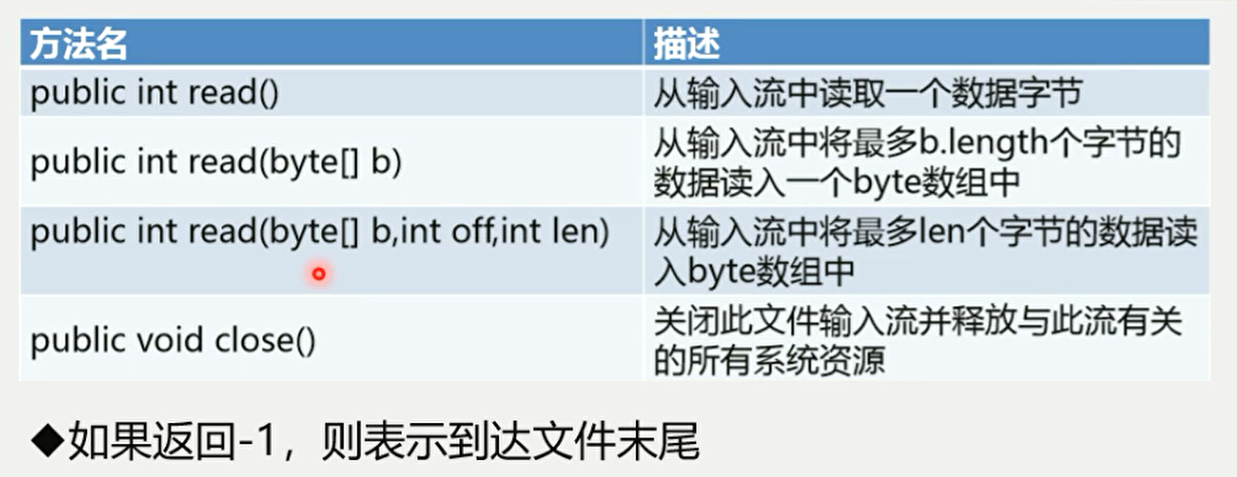 方法名 描述
public int read() 从输入流中读取一个数据字节
public int read(byte[] b) 从输入流中将最多b.length个字节的
数据读入一个byte数组中
public int read(byte[] b,int off,int len) 从输入流中将最多len个字节的数据读
入byte数组中
public void close() 关闭此文件输入流并释放与此流有关
的所有系统资源
◆如果返回-1，则表示到达文件末尾